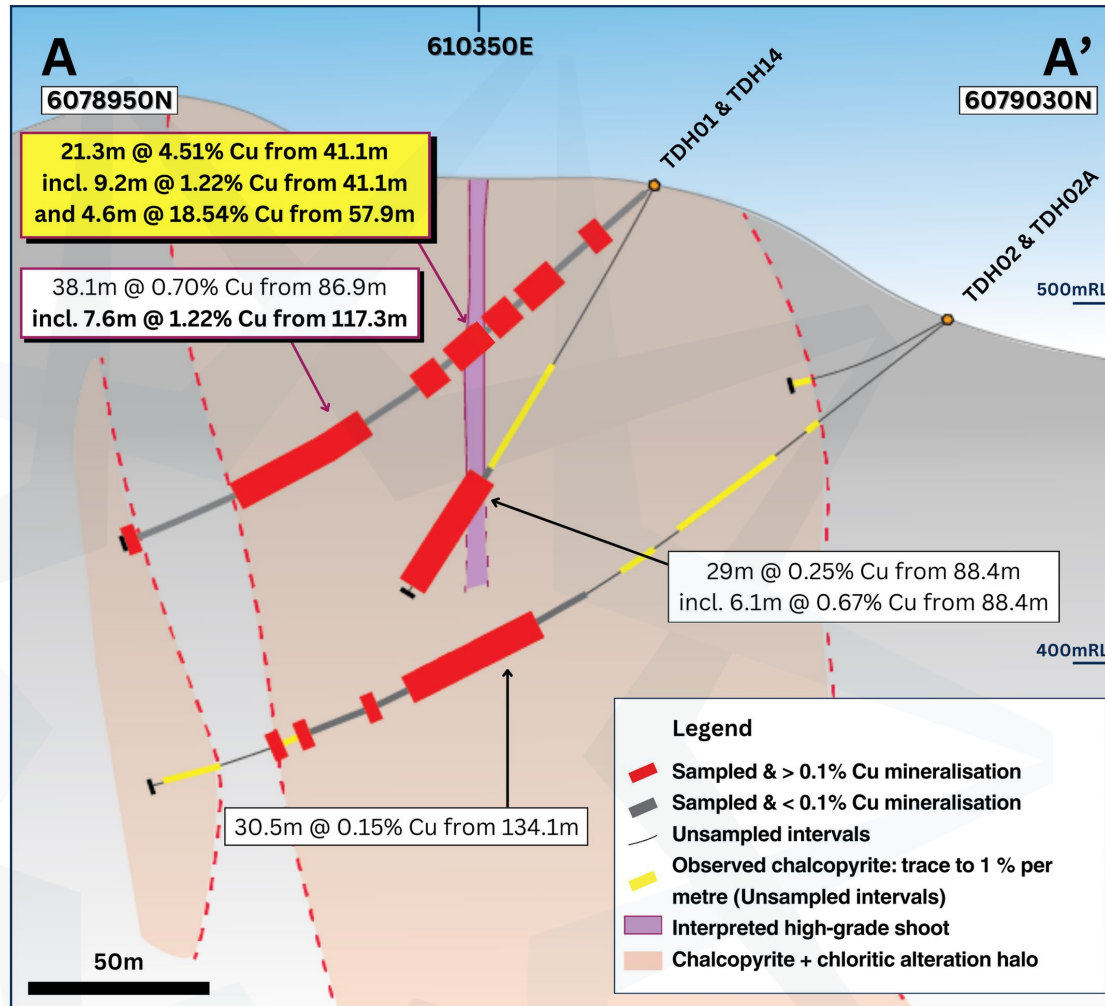 A
6078950N
610350E
A’
6079030N
TDH01 & TDH14
TDH02 & TDH02A
21.3m @ 4.51% Cu from 41.1m
incl. 9.2m @ 1.22% Cu from 41.1m
and 4.6m @ 18.54% Cu from 57.9m
38.1m @ 0.70% Cu from 86.9m
incl. 7.6m @ 1.22% Cu from 117.3m
500mRL
29m @ 0.25% Cu from 88.4m
incl. 6.1m @ 0.67% Cu from 88.4m
400mRL
30.5m @ 0.15% Cu from 134.1m
Legend
Sampled & > 0.1% Cu mineralisation
Sampled & < 0.1% Cu mineralisation
Unsampled intervals
Observed chalcopyrite: trace to 1 % per
metre (Unsampled intervals)
Interpreted high-grade shoot
Chalcopyrite + chloritic alteration halo
50m